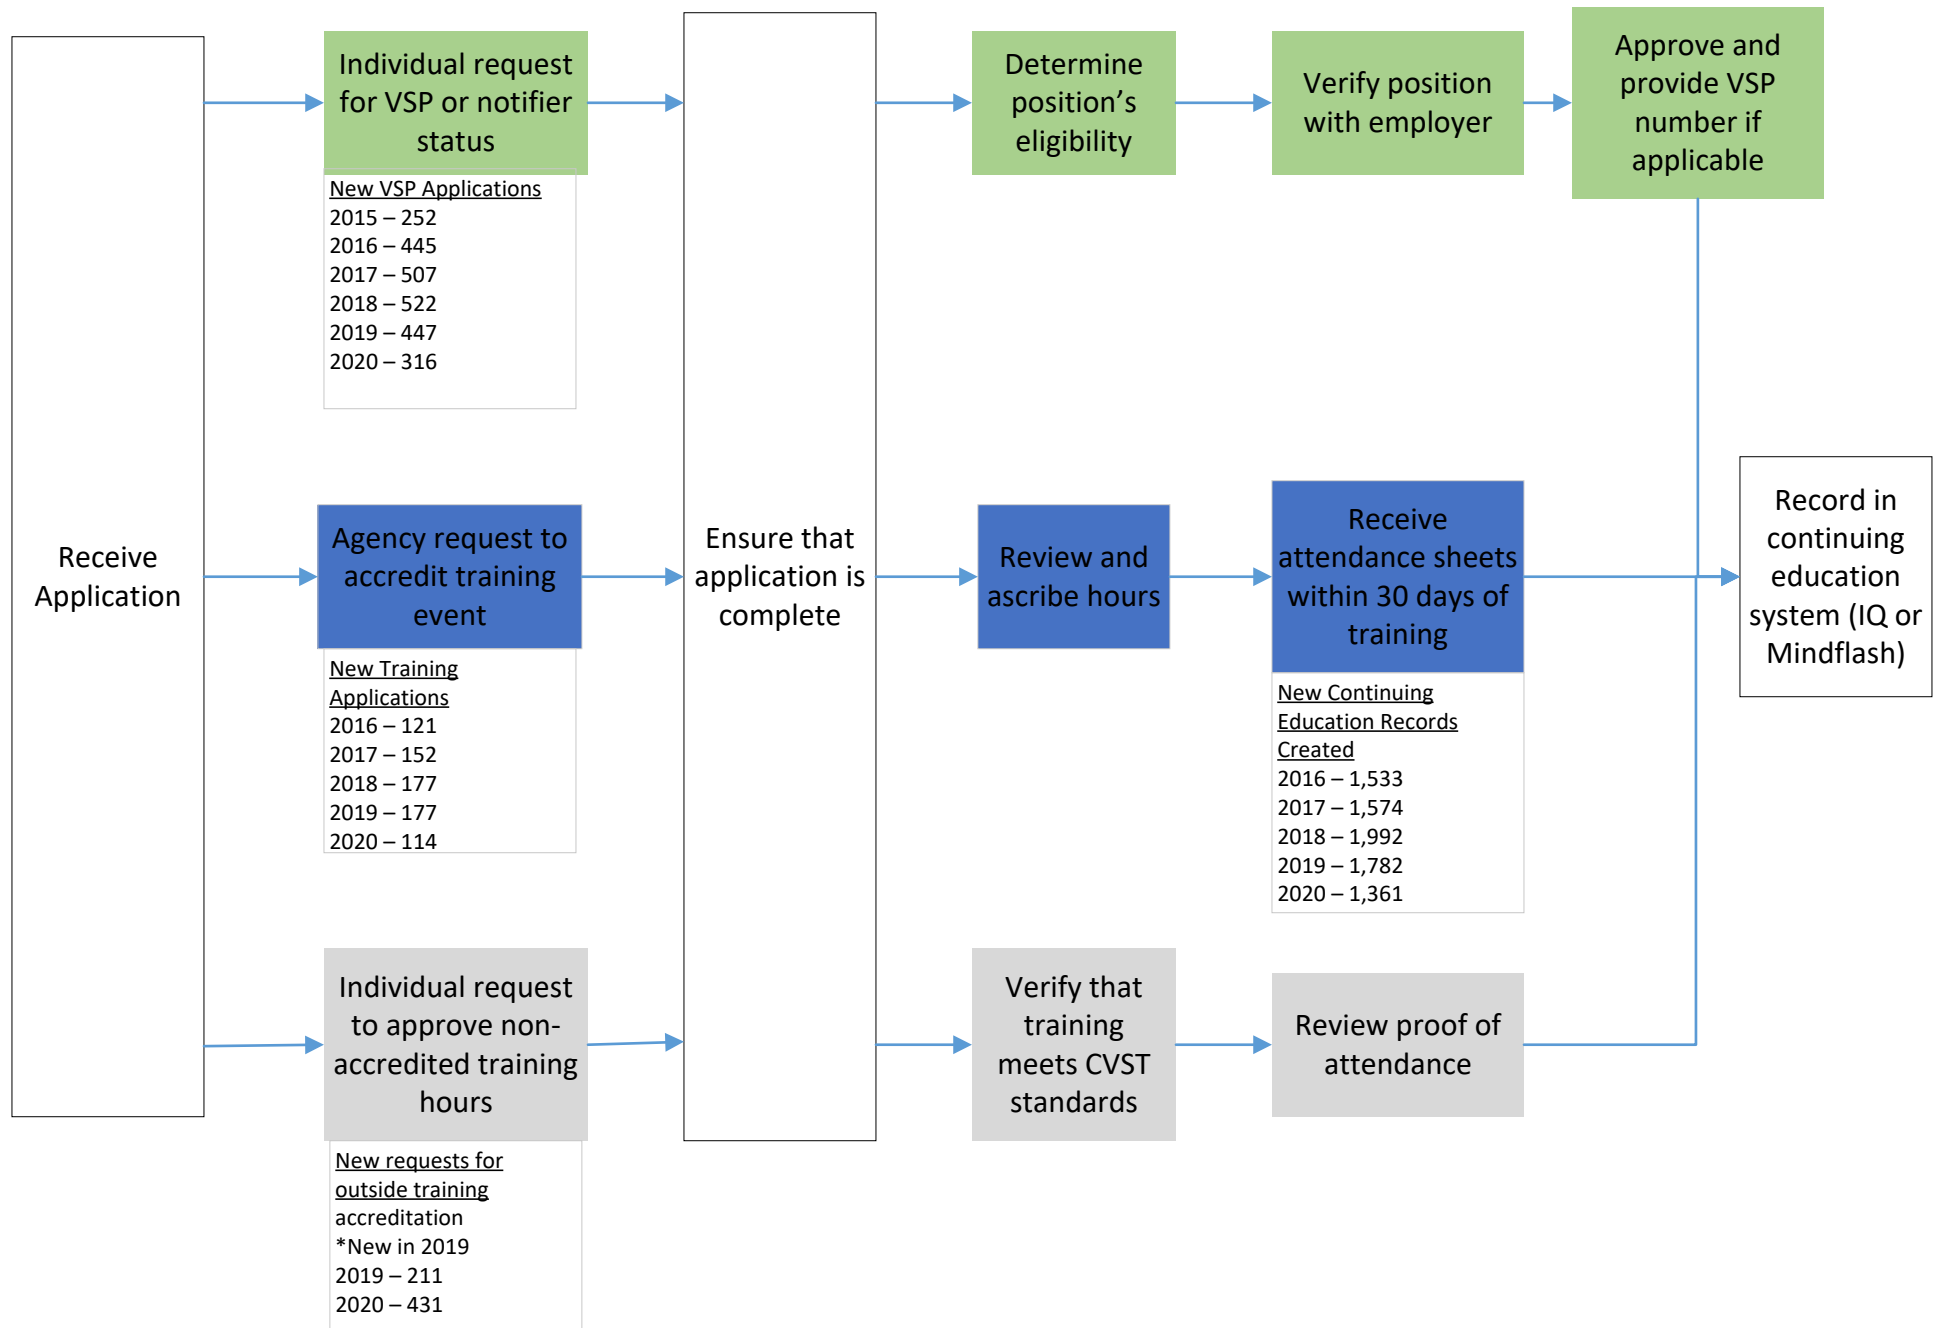 Receive
Application
Individual request
for VSP or notifier
status
New VSP Applications
2015 – 252
2016 – 445
2017 – 507
2018 – 522
2019 – 447
2020 – 316
Agency request to
accredit training
event
New Training
Applications
2016 – 121
2017 – 152
2018 – 177
2019 – 177
2020 – 114
Individual request
to approve non-
accredited training
hours
New requests for
outside training
accreditation
*New in 2019
2019 – 211
2020 – 431
Ensure that
application is
complete
Determine
position’s
eligibility
Verify position
with employer
Approve and
provide VSP
number if
applicable
Review and
ascribe hours
Receive
attendance sheets
within 30 days of
training
New Continuing
Education Records
Created
2016 – 1,533
2017 – 1,574
2018 – 1,992
2019 – 1,782
2020 – 1,361
Verify that
training
meets CVST
standards
Review proof of
attendance
Record in
continuing
education
system (IQ or
Mindflash)